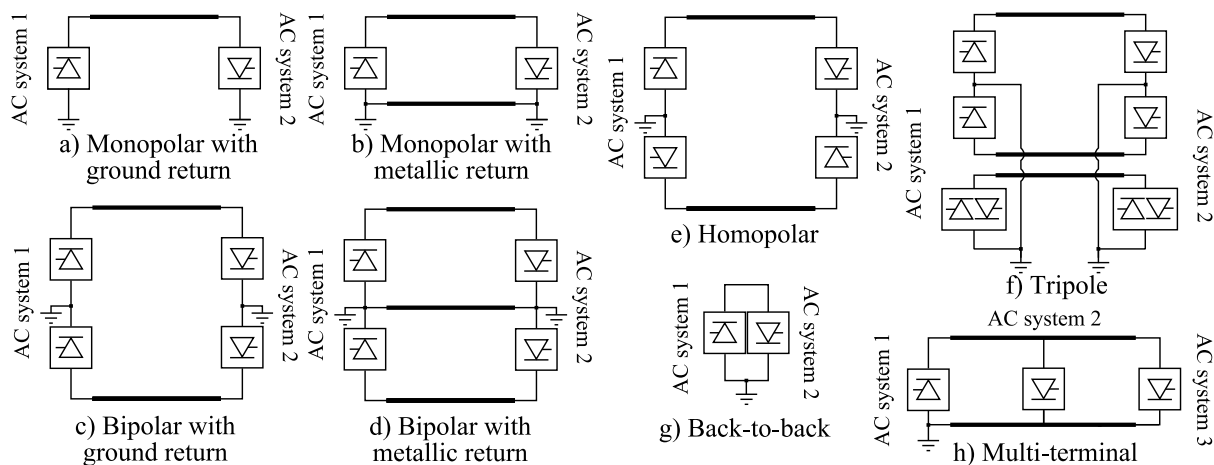 AC system 1
AC system 2
a) Monopolar with
ground return
AC system 1
AC system 2
b) Monopolar with
metallic return
AC system 1
AC system 2
c) Bipolar with
ground return
AC system 1
AC system 2
d) Bipolar with
metallic return
AC system 1
AC system 2
e) Homopolar
AC system 1
AC system 2
f) Tripole
AC system 1
AC system 2
g) Back-to-back
AC system 1
AC system 2
AC system 3
h) Multi-terminal